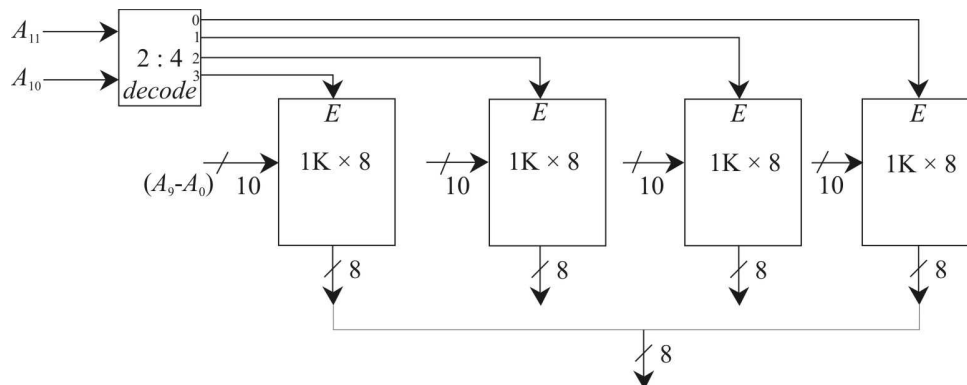 0
A₁₁ 1
2 : 4 2
A₁₀ decode 3
E E E E
1K × 8 1K × 8 1K × 8 1K × 8
(A₉-A₀) 10 10 10 10
8 8 8 8
8